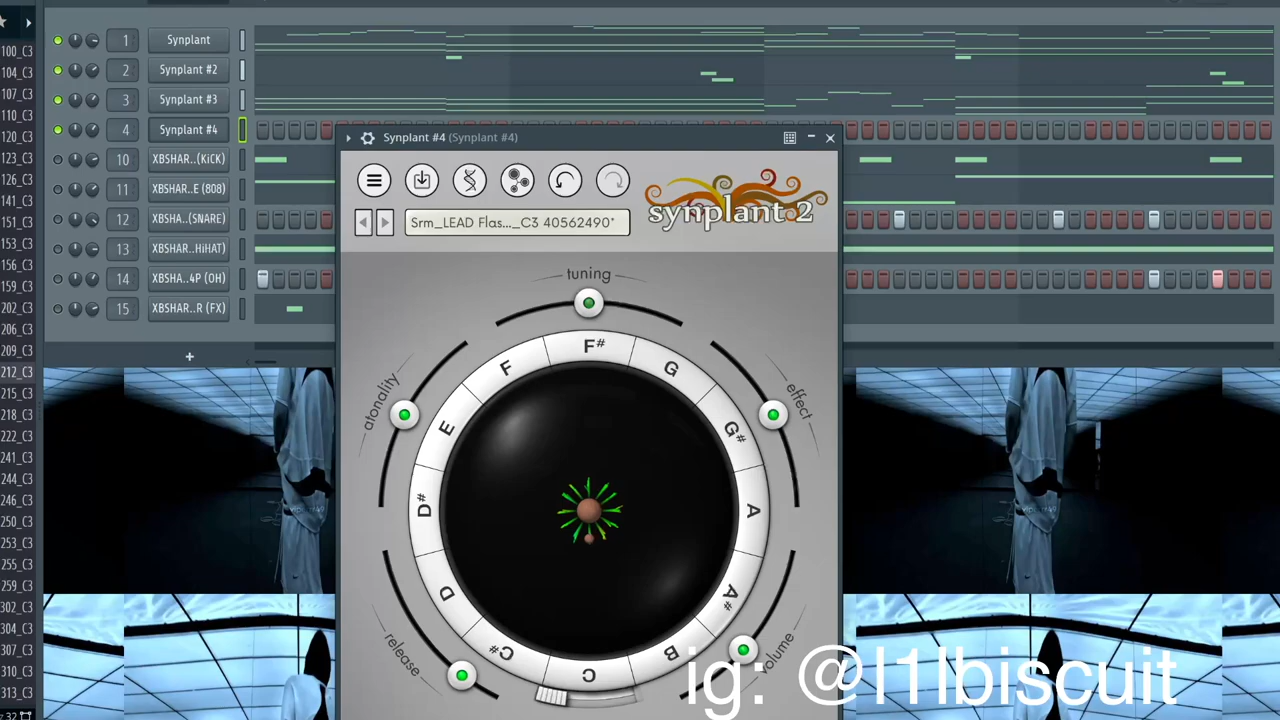 100_C3
104_C3
107_C3
110_C3
120_C3
123_C3
126_C3
141_C3
151_C3
153_C3
156_C3
159_C3
202_C3
206_C3
209_C3
212_C3
215_C3
218_C3
222_C3
241_C3
244_C3
246_C3
250_C3
253_C3
255_C3
259_C3
302_C3
304_C3
307_C3
310_C3
313_C3
1 Synplant
2 Synplant #2
3 Synplant #3
4 Synplant #4
10 XBSHAR..(KiCK)
11 XBSHAR..E (808)
12 XBSHA..(SNARE)
13 XBSHAR..HiHAT)
14 XBSHA..4P (OH)
15 XBSHAR..R (FX)
+
Synplant #4 (Synplant #4)
synplant 2
Srm_LEAD Flas..._C3 40562490*
tuning
atonality
effect
release
volume
F#
G
G#
A
A#
B
C
C#
D
D#
E
F
ig: @l1lbiscuit